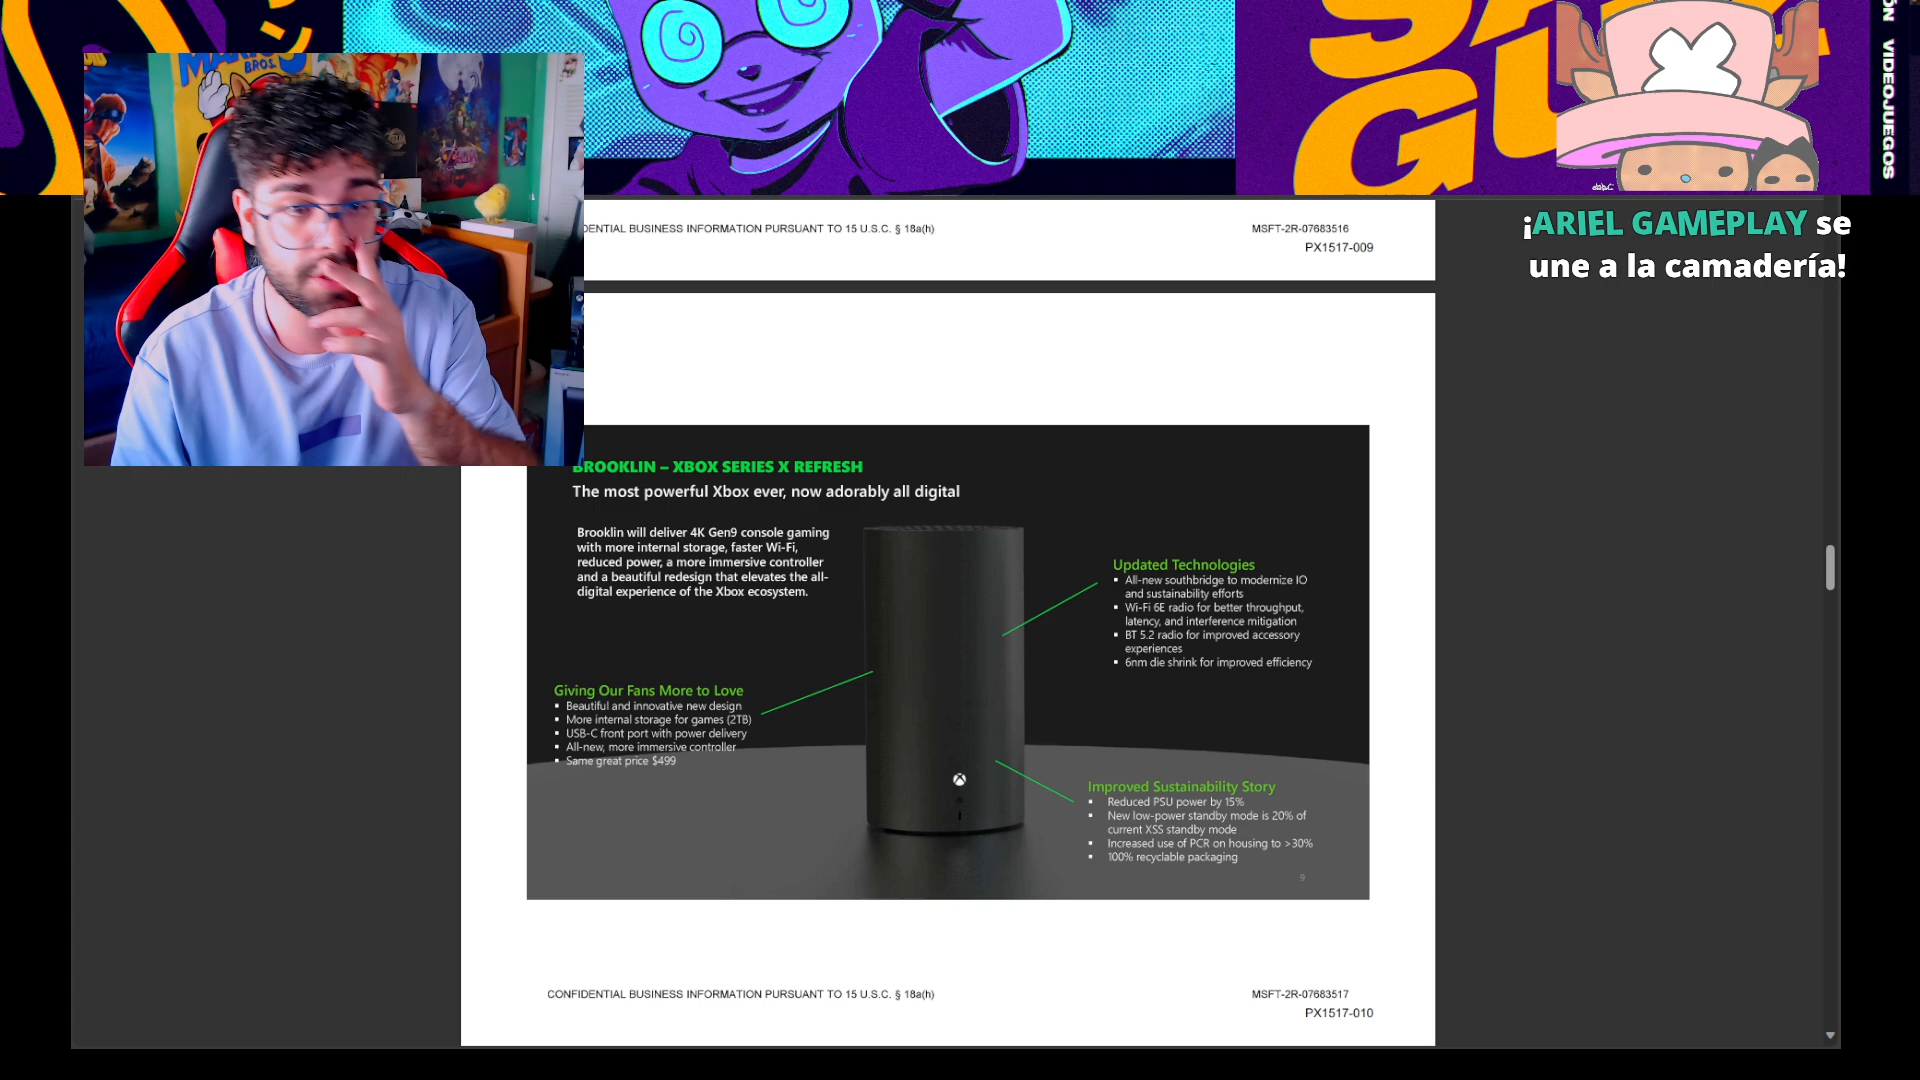 BROS.
VIDEOJUEGOS
¡ARIEL GAMEPLAY se
une a la camadería!
DENTIAL BUSINESS INFORMATION PURSUANT TO 15 U.S.C. § 18a(h)
MSFT-2R-07683516
PX1517-009
BROOKLIN – XBOX SERIES X REFRESH
The most powerful Xbox ever, now adorably all digital
Brooklin will deliver 4K Gen9 console gaming
with more internal storage, faster Wi-Fi,
reduced power, a more immersive controller
and a beautiful redesign that elevates the all-
digital experience of the Xbox ecosystem.
Updated Technologies
▪ All-new southbridge to modernize IO
and sustainability efforts
▪ Wi-Fi 6E radio for better throughput,
latency, and interference mitigation
▪ BT 5.2 radio for improved accessory
experiences
▪ 6nm die shrink for improved efficiency
Giving Our Fans More to Love
▪ Beautiful and innovative new design
▪ More internal storage for games (2TB)
▪ USB-C front port with power delivery
▪ All-new, more immersive controller
▪ Same great price $499
Improved Sustainability Story
▪ Reduced PSU power by 15%
▪ New low-power standby mode is 20% of
current XSS standby mode
▪ Increased use of PCR on housing to >30%
▪ 100% recyclable packaging
9
CONFIDENTIAL BUSINESS INFORMATION PURSUANT TO 15 U.S.C. § 18a(h)
MSFT-2R-07683517
PX1517-010